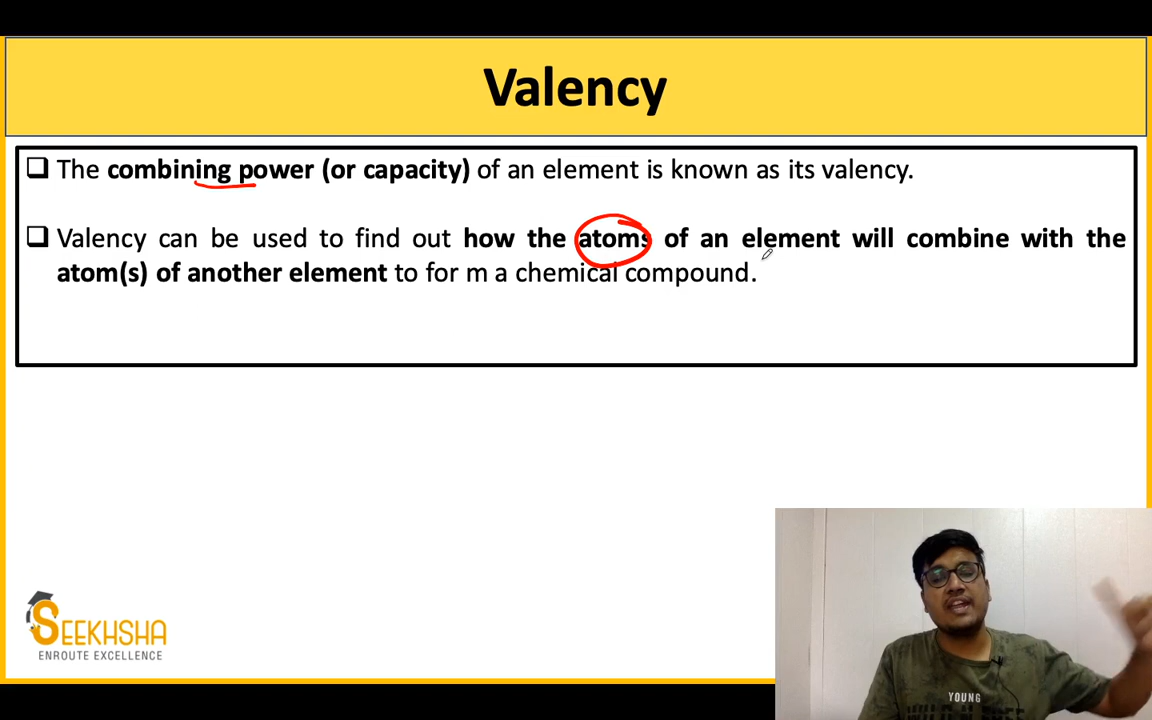 Valency
The combining power (or capacity) of an element is known as its valency.
Valency can be used to find out how the atoms of an element will combine with the
atom(s) of another element to for m a chemical compound.
SEEKHSHA
ENROUTE EXCELLENCE
YOUNG